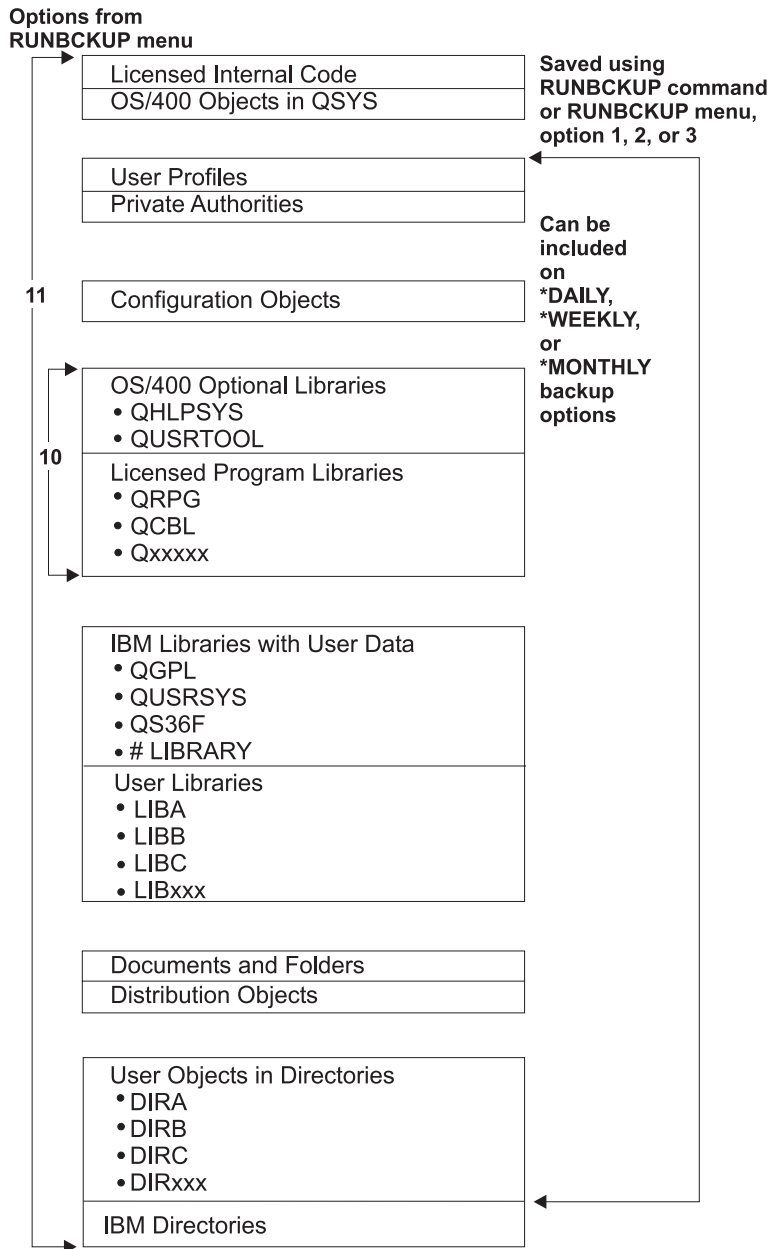 Options from
RUNBCKUP menu
Licensed Internal Code
OS/400 Objects in QSYS
Saved using
RUNBCKUP command
or RUNBCKUP menu,
option 1, 2, or 3
User Profiles
Private Authorities
Can be
included
on
*DAILY,
*WEEKLY,
or
*MONTHLY
backup
options
11
Configuration Objects
10
OS/400 Optional Libraries
• QHLPSYS
• QUSRTOOL
Licensed Program Libraries
• QRPG
• QCBL
• Qxxxxx
IBM Libraries with User Data
• QGPL
• QUSRSYS
• QS36F
• # LIBRARY
User Libraries
• LIBA
• LIBB
• LIBC
• LIBxxx
Documents and Folders
Distribution Objects
User Objects in Directories
• DIRA
• DIRB
• DIRC
• DIRxxx
IBM Directories